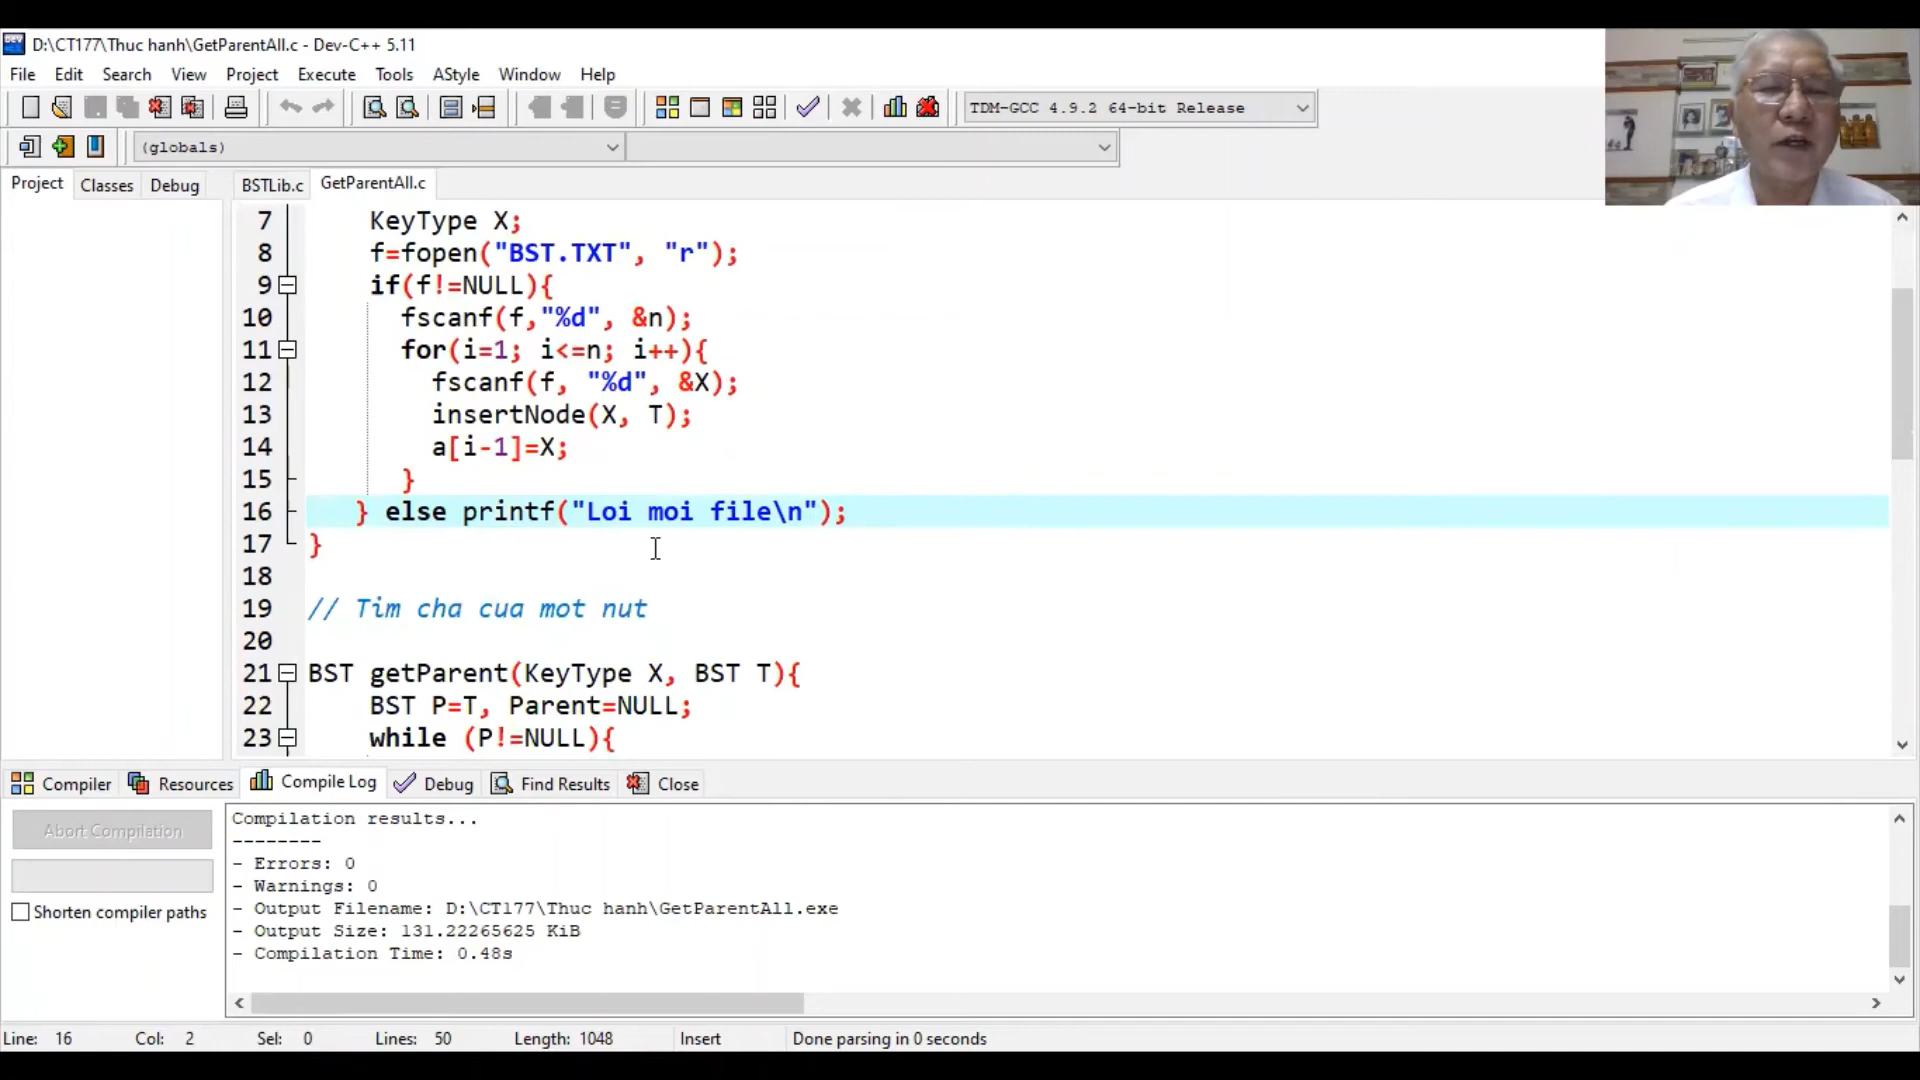 D:\CT177\Thuc hanh\GetParentAll.c - Dev-C++ 5.11
File Edit Search View Project Execute Tools AStyle Window Help
TDM-GCC 4.9.2 64-bit Release
(globals)
Project Classes Debug BSTLib.c GetParentAll.c
7 KeyType X;
8 f=fopen("BST.TXT", "r");
9 if(f!=NULL){
10 fscanf(f,"%d", &n);
11 for(i=1; i<=n; i++){
12 fscanf(f, "%d", &X);
13 insertNode(X, T);
14 a[i-1]=X;
15 }
16 } else printf("Loi moi file\n");
17 }
18
19 // Tim cha cua mot nut
20
21 BST getParent(KeyType X, BST T){
22 BST P=T, Parent=NULL;
23 while (P!=NULL){
Compiler Resources Compile Log Debug Find Results Close
Abort Compilation
Shorten compiler paths
Compilation results...
--------
- Errors: 0
- Warnings: 0
- Output Filename: D:\CT177\Thuc hanh\GetParentAll.exe
- Output Size: 131.22265625 KiB
- Compilation Time: 0.48s
Line: 16 Col: 2 Sel: 0 Lines: 50 Length: 1048 Insert Done parsing in 0 seconds